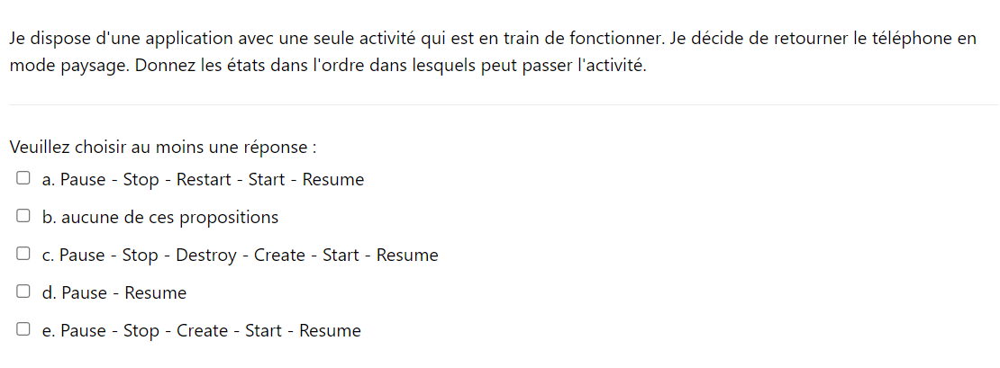 Je dispose d'une application avec une seule activité qui est en train de fonctionner. Je décide de retourner le téléphone en
mode paysage. Donnez les états dans l'ordre dans lesquels peut passer l'activité.
Veuillez choisir au moins une réponse :
a. Pause - Stop - Restart - Start - Resume
b. aucune de ces propositions
c. Pause - Stop - Destroy - Create - Start - Resume
d. Pause - Resume
e. Pause - Stop - Create - Start - Resume